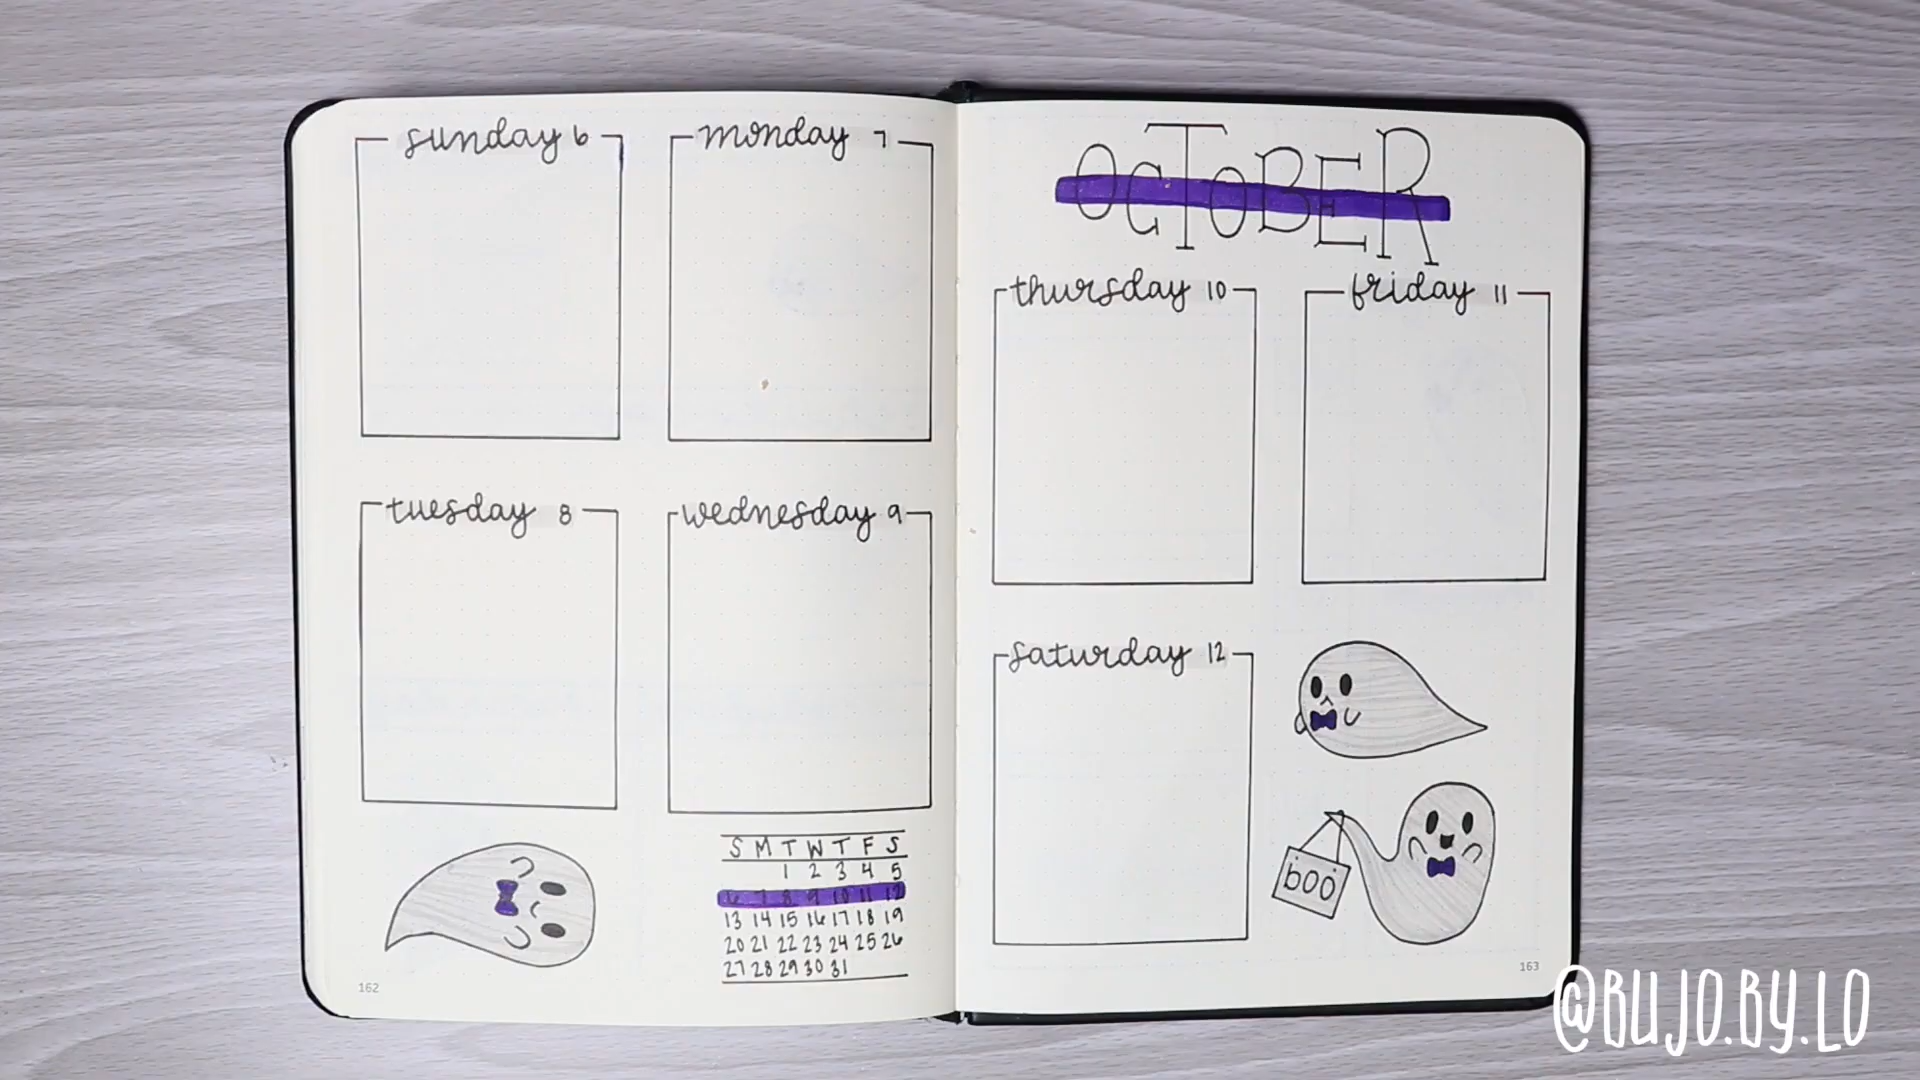 sunday 6
monday 7
tuesday 8
wednesday 9
S M T W T F S
1 2 3 4 5
6 7 8 9 10 11 12
13 14 15 16 17 18 19
20 21 22 23 24 25 26
27 28 29 30 31
162
OCTOBER
thursday 10
friday 11
saturday 12
boo
163
@BUJO.BY.LO